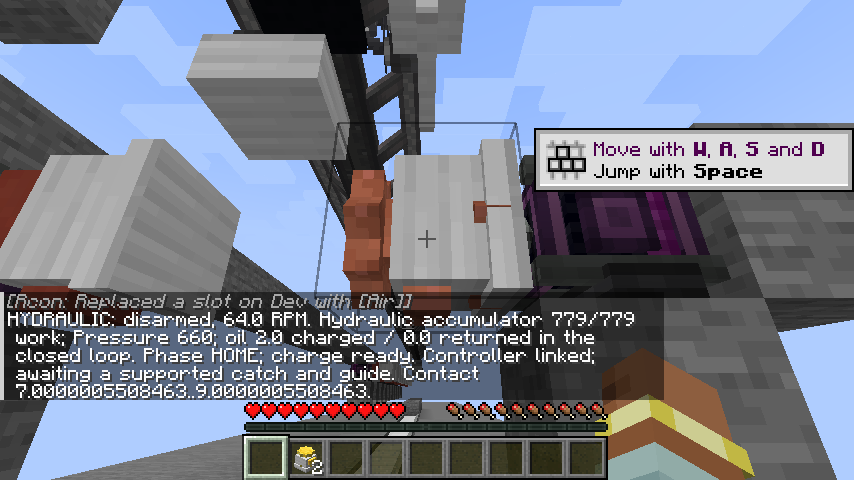 Move with W, A, S and D
Jump with Space
[Rcon: Replaced a slot on Dev with [Air]]
HYDRAULIC: disarmed, 64.0 RPM. Hydraulic accumulator 779/779
work; Pressure 660; oil 2.0 charged / 0.0 returned in the
closed loop. Phase HOME; charge ready. Controller linked;
awaiting a supported catch and guide. Contact
7.0000005508463..9.0000005508463.
2